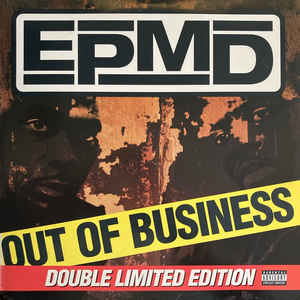 EPMD
OUT OF BUSINESS
DOUBLE LIMITED EDITION
PARENTAL
ADVISORY
EXPLICIT CONTENT